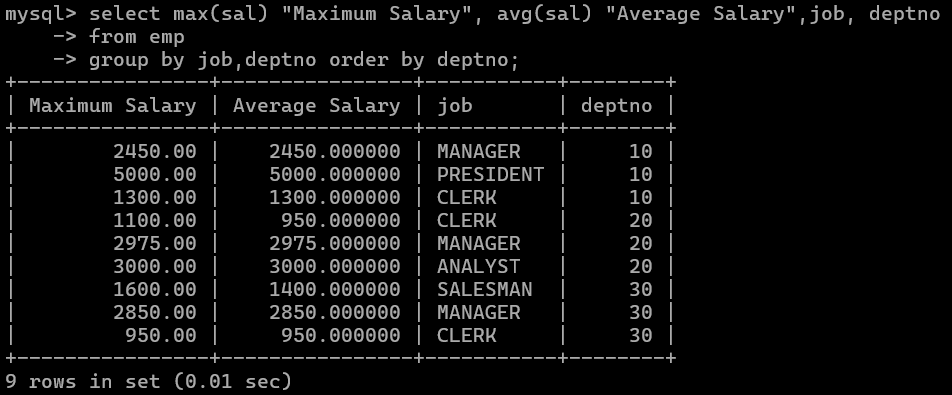 mysql> select max(sal) "Maximum Salary", avg(sal) "Average Salary",job, deptno
    -> from emp
    -> group by job,deptno order by deptno;
+----------------+----------------+-----------+--------+
| Maximum Salary | Average Salary | job       | deptno |
+----------------+----------------+-----------+--------+
|        2450.00 |    2450.000000 | MANAGER   |     10 |
|        5000.00 |    5000.000000 | PRESIDENT |     10 |
|        1300.00 |    1300.000000 | CLERK     |     10 |
|        1100.00 |     950.000000 | CLERK     |     20 |
|        2975.00 |    2975.000000 | MANAGER   |     20 |
|        3000.00 |    3000.000000 | ANALYST   |     20 |
|        1600.00 |    1400.000000 | SALESMAN  |     30 |
|        2850.00 |    2850.000000 | MANAGER   |     30 |
|         950.00 |     950.000000 | CLERK     |     30 |
+----------------+----------------+-----------+--------+
9 rows in set (0.01 sec)